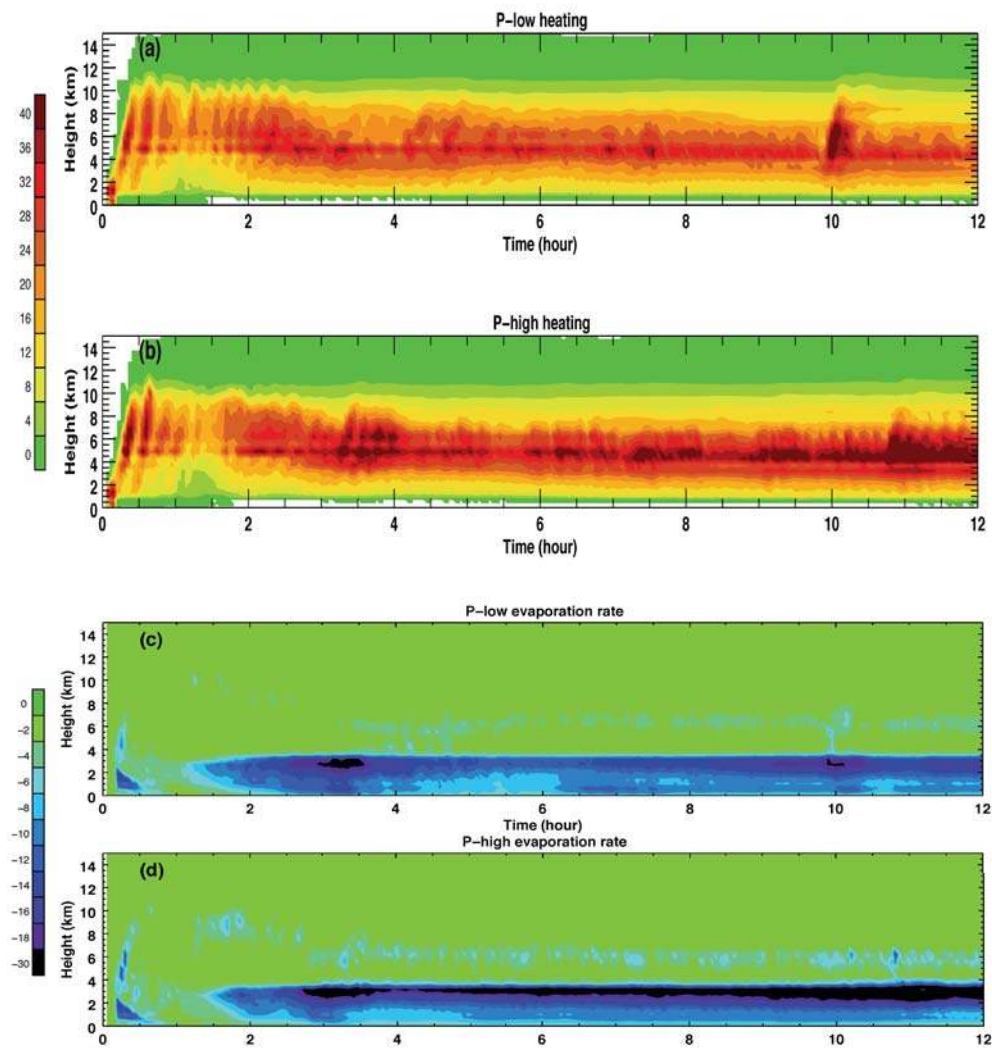 P-low heating
(a)
Height (km)
14
12
10
8
6
4
2
0
0 2 4 6 8 10 12
Time (hour)
40
36
32
28
24
20
16
12
8
4
0
P-high heating
(b)
Height (km)
14
12
10
8
6
4
2
0
0 2 4 6 8 10 12
Time (hour)
P-low evaporation rate
(c)
Height (km)
14
12
10
8
6
4
2
0
0 2 4 6 8 10 12
Time (hour)
0
-2
-4
-6
-8
-10
-12
-14
-16
-18
-30
P-high evaporation rate
(d)
Height (km)
14
12
10
8
6
4
2
0
0 2 4 6 8 10 12